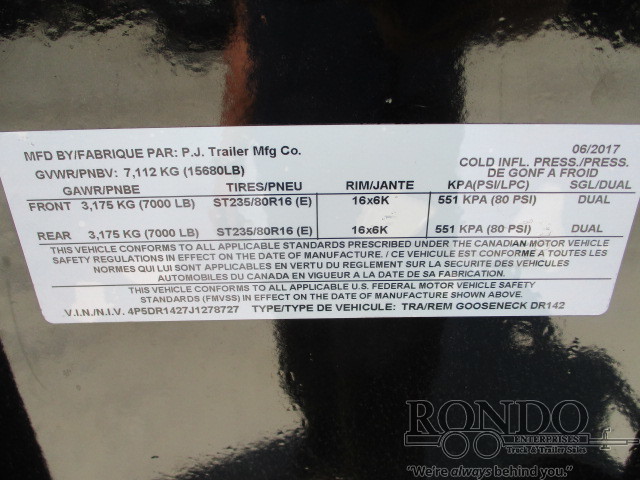 MFD BY/FABRIQUE PAR: P.J. Trailer Mfg Co. 06/2017
GVWR/PNBV: 7,112 KG (15680LB) COLD INFL. PRESS./PRESS. DE GONF A FROID
GAWR/PNBE TIRES/PNEU RIM/JANTE KPA(PSI/LPC) SGL/DUAL
FRONT 3,175 KG (7000 LB) ST235/80R16 (E) 16x6K 551 KPA (80 PSI) DUAL
REAR 3,175 KG (7000 LB) ST235/80R16 (E) 16x6K 551 KPA (80 PSI) DUAL
THIS VEHICLE CONFORMS TO ALL APPLICABLE STANDARDS PRESCRIBED UNDER THE CANADIAN MOTOR VEHICLE
SAFETY REGULATIONS IN EFFECT ON THE DATE OF MANUFACTURE. / CE VEHICULE EST CONFORME A TOUTES LES
NORMES QUI LUI SONT APPLICABLES EN VERTU DU REGLEMENT SUR LA SECURITE DES VEHICULES
AUTOMOBILES DU CANADA EN VIGUEUR A LA DATE DE SA FABRICATION.
THIS VEHICLE CONFORMS TO ALL APPLICABLE U.S. FEDERAL MOTOR VEHICLE SAFETY
STANDARDS (FMVSS) IN EFFECT ON THE DATE OF MANUFACTURE SHOWN ABOVE.
V.I.N./N.I.V. 4P5DR1427J1278727 TYPE/TYPE DE VEHICULE: TRA/REM GOOSENECK DR142
RONDO
ENTERPRISES
Truck & Trailer Sales
"We're always behind you."